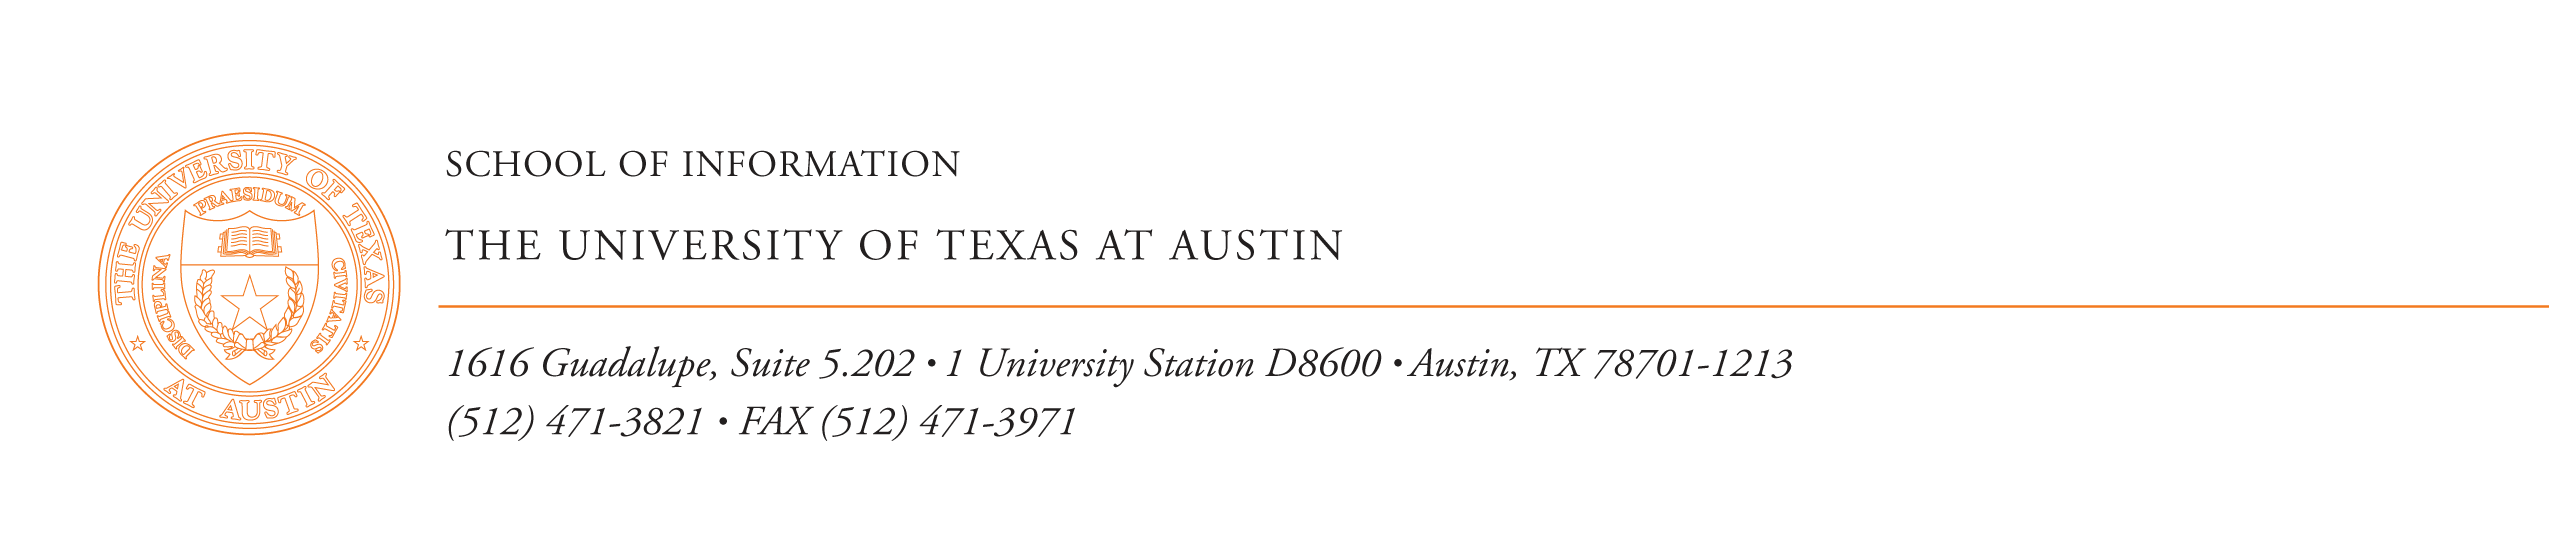 THE UNIVERSITY OF TEXAS
AT AUSTIN
PRAESIDUM
DISCIPLINA
CIVITATIS
SCHOOL OF INFORMATION
THE UNIVERSITY OF TEXAS AT AUSTIN
1616 Guadalupe, Suite 5.202 • 1 University Station D8600 • Austin, TX 78701-1213
(512) 471-3821 • FAX (512) 471-3971